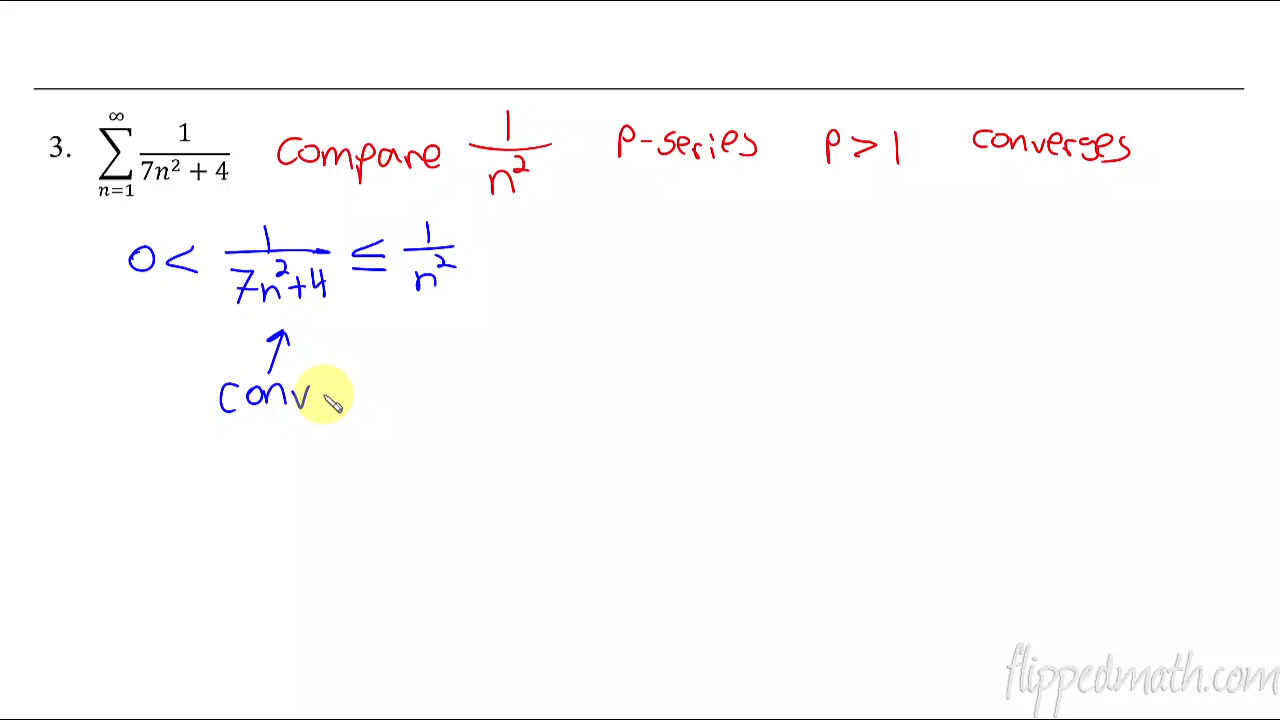 3. ∞∑n=1 1/(7n² + 4) compare 1/n² P-series P > 1 converges
0 < 1/(7n²+4) ≤ 1/n²
↑
conv
flippedmath.com